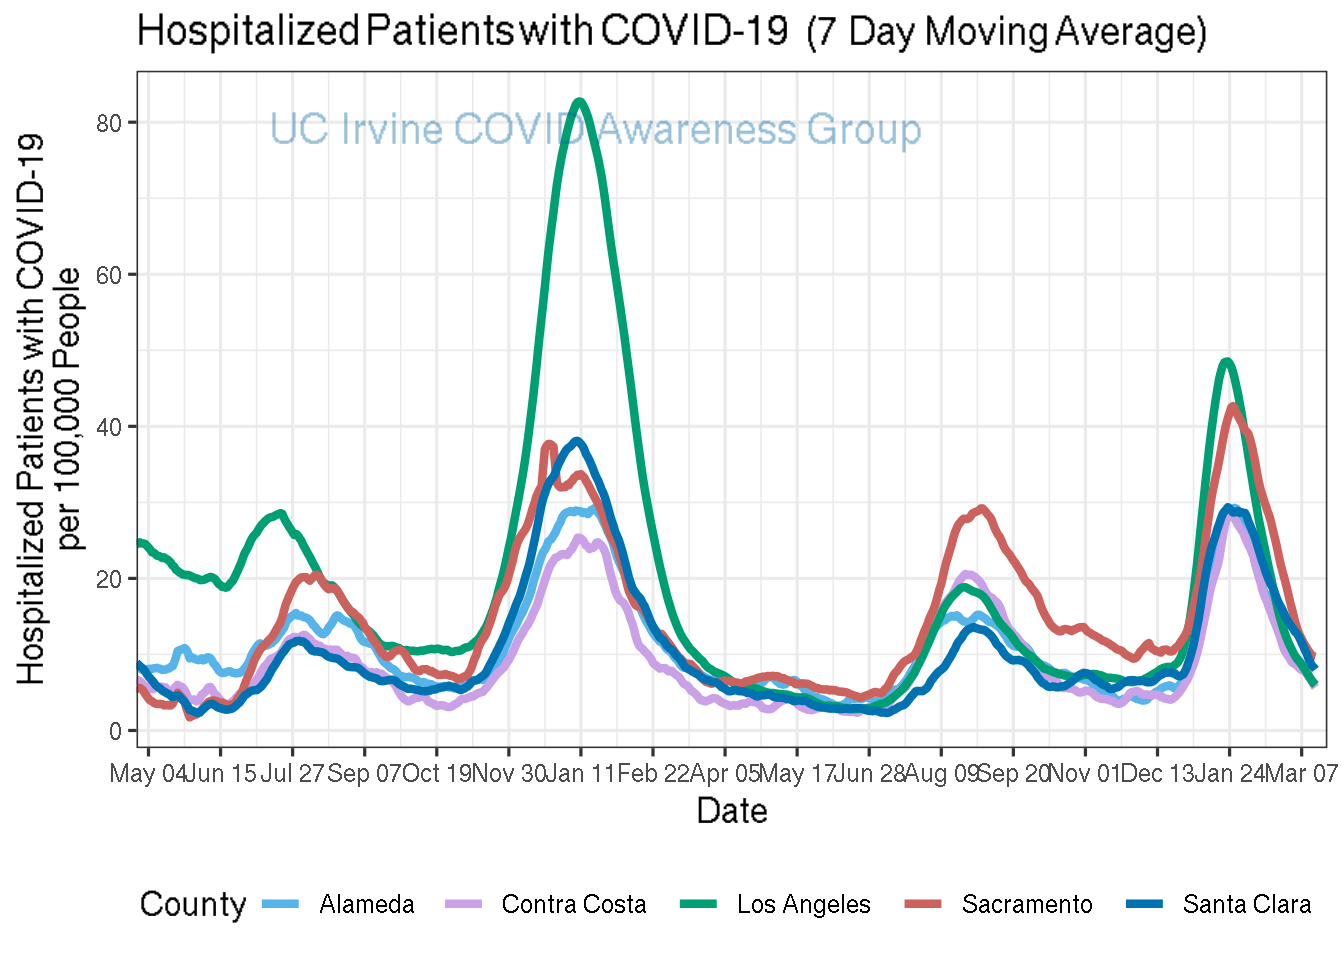 Hospitalized Patients with COVID-19 (7 Day Moving Average)
UC Irvine COVID Awareness Group
Hospitalized Patients with COVID-19
per 100,000 People
80
60
40
20
0
May 04 Jun 15 Jul 27 Sep 07 Oct 19 Nov 30 Jan 11 Feb 22 Apr 05 May 17 Jun 28 Aug 09 Sep 20 Nov 01 Dec 13 Jan 24 Mar 07
Date
County Alameda Contra Costa Los Angeles Sacramento Santa Clara